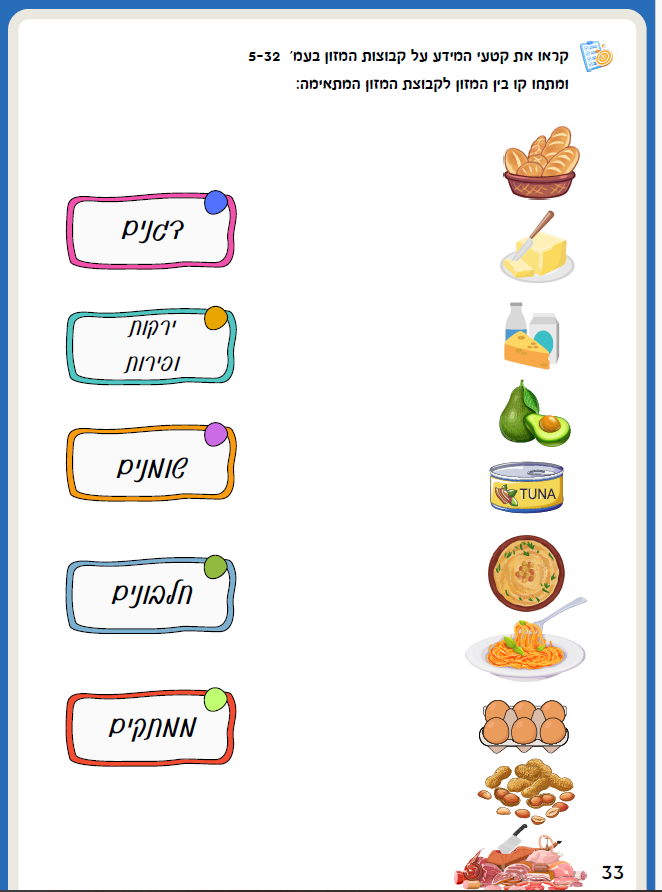 קראו את קטעי המידע על קבוצות המזון בעמ' 5-32
ומתחו קו בין המזון לקבוצת המזון המתאימה:
דגנים
ירקות
ופירות
שומנים
TUNA
חלבונים
ממתקים
33